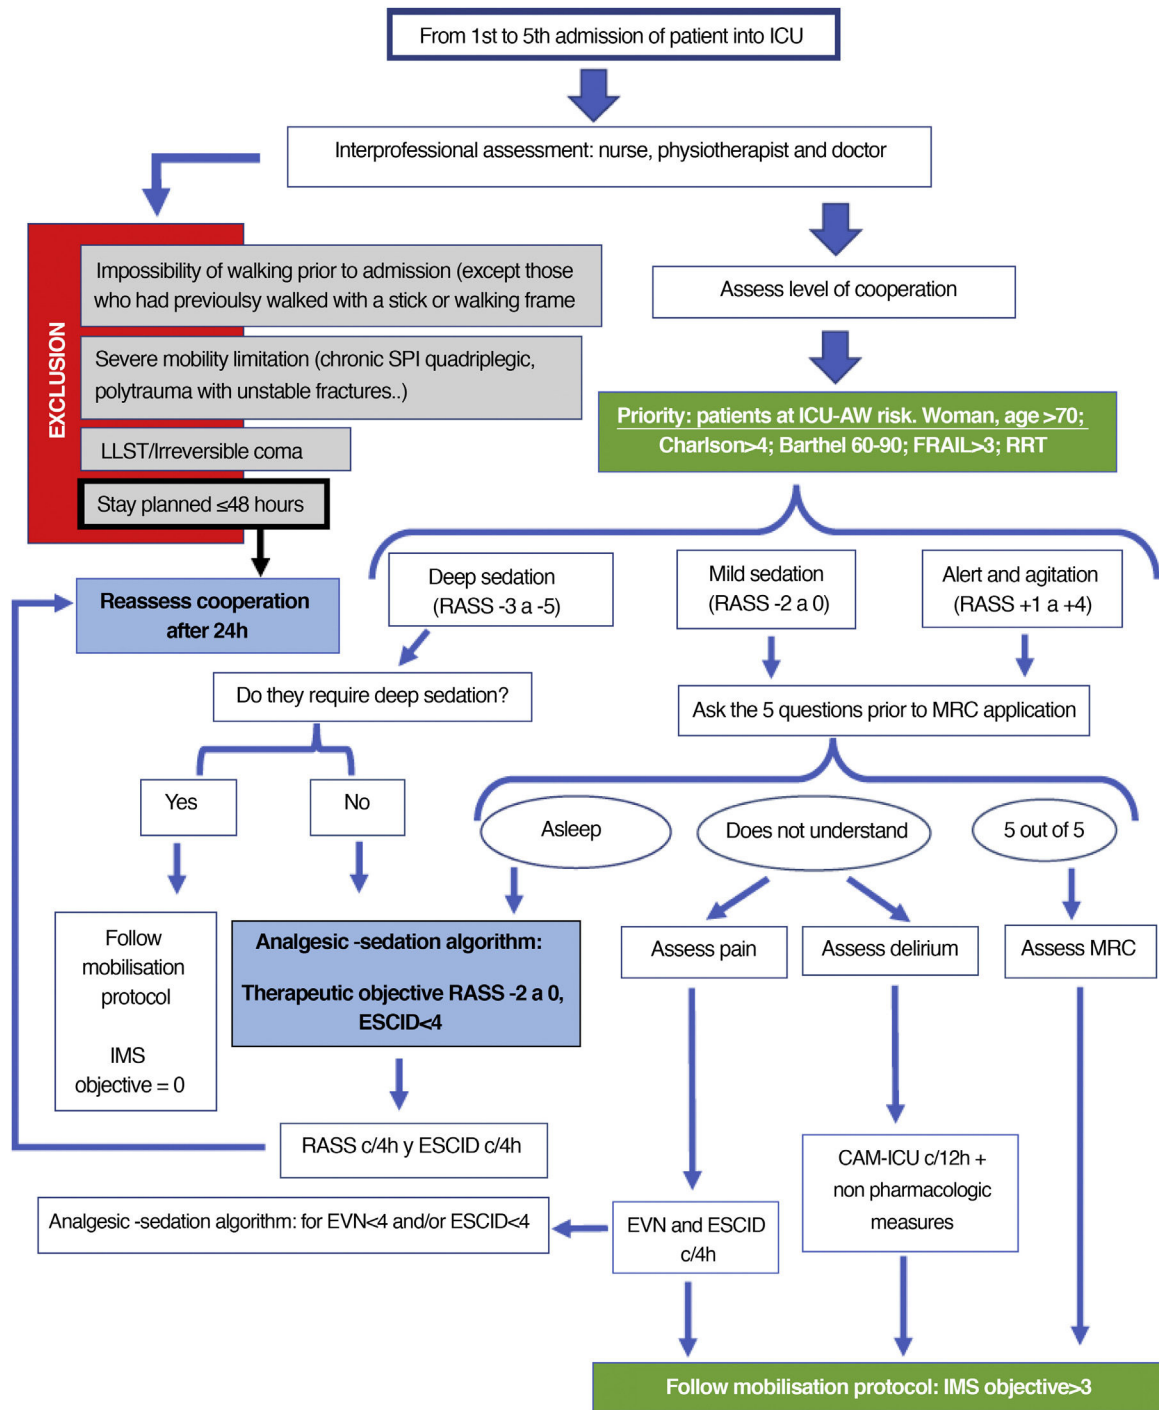 From 1st to 5th admission of patient into ICU
Interprofessional assessment: nurse, physiotherapist and doctor
EXCLUSION
Impossibility of walking prior to admission (except those
who had previoulsy walked with a stick or walking frame
Severe mobility limitation (chronic SPI quadriplegic,
polytrauma with unstable fractures..)
LLST/Irreversible coma
Stay planned ≤48 hours
Assess level of cooperation
Priority: patients at ICU-AW risk. Woman, age >70;
Charlson>4; Barthel 60-90; FRAIL>3; RRT
Reassess cooperation
after 24h
Deep sedation
(RASS -3 a -5)
Mild sedation
(RASS -2 a 0)
Alert and agitation
(RASS +1 a +4)
Do they require deep sedation?
Ask the 5 questions prior to MRC application
Yes
No
Asleep
Does not understand
5 out of 5
Follow
mobilisation
protocol
IMS
objective = 0
Analgesic -sedation algorithm:
Therapeutic objective RASS -2 a 0,
ESCID<4
Assess pain
Assess delirium
Assess MRC
RASS c/4h y ESCID c/4h
CAM-ICU c/12h +
non pharmacologic
measures
Analgesic -sedation algorithm: for EVN<4 and/or ESCID<4
EVN and ESCID
c/4h
Follow mobilisation protocol: IMS objective>3